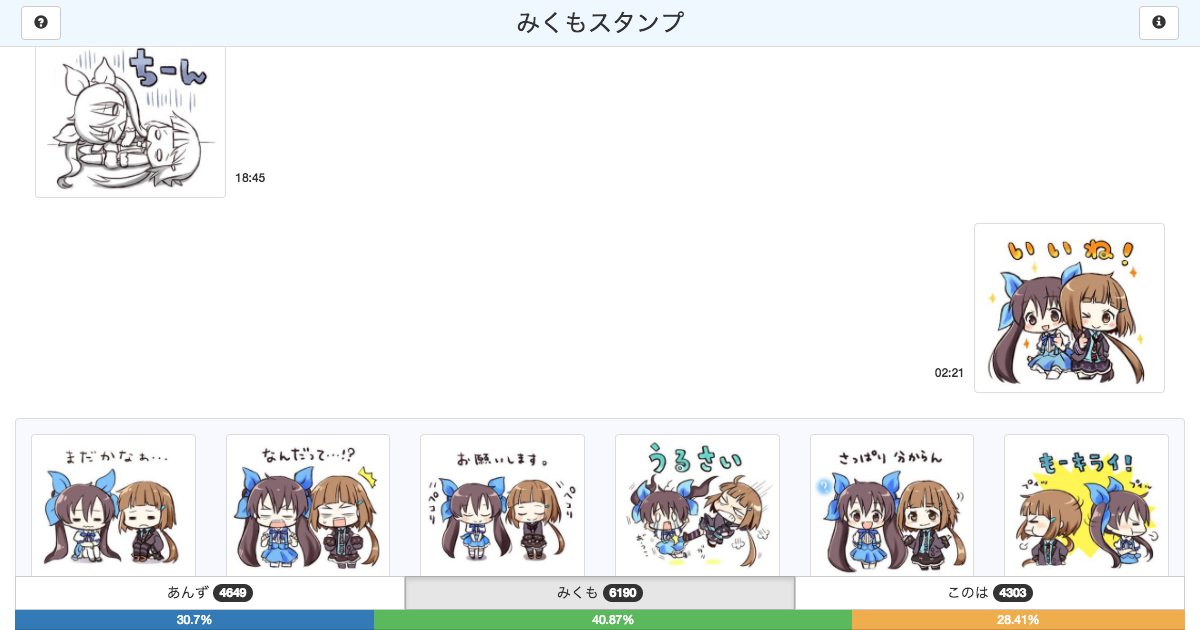 みくもスタンプ
ちーん
18:45
いいね!
02:21
まだかなぁ…
なんだって…!?
お願いします。
ペコペコ
ペコペコ
うるさい
さっぱり分からん
もーキライ!
プイッ
プイッ
あんず 4649
みくも 6190
このは 4303
30.7%
40.87%
28.41%